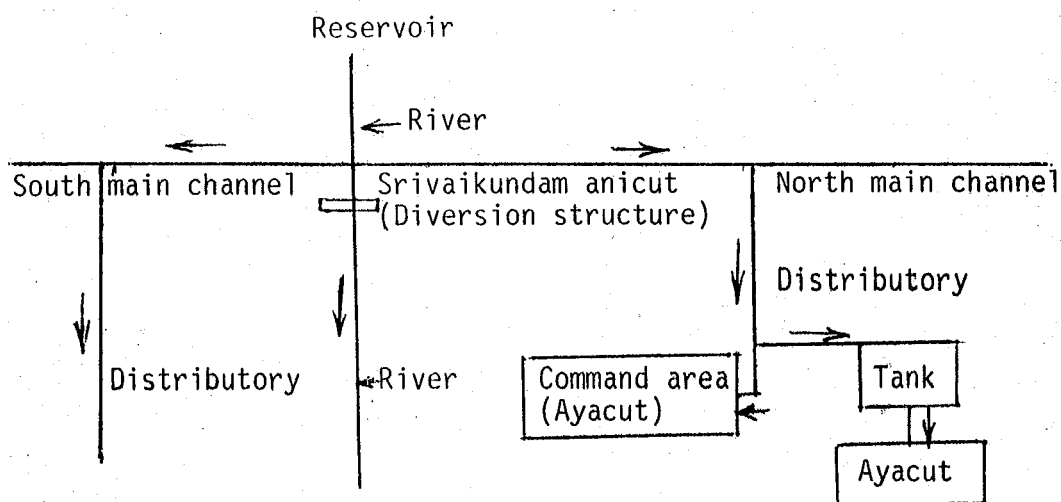 Reservoir
River
South main channel
Srivaikundam anicut
(Diversion structure)
North main channel
Distributory
Distributory
River
Command area
(Ayacut)
Tank
Ayacut